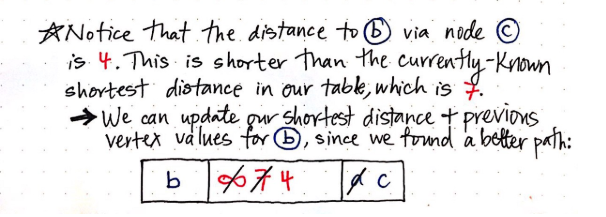 ☆Notice that the distance to ⓑ via node ⓒ
is 4. This is shorter than the currently-known
shortest distance in our table, which is 7.
→ We can update our shortest distance + previous
vertex values for ⓑ, since we found a better path:
b ∞ 7 4 a c